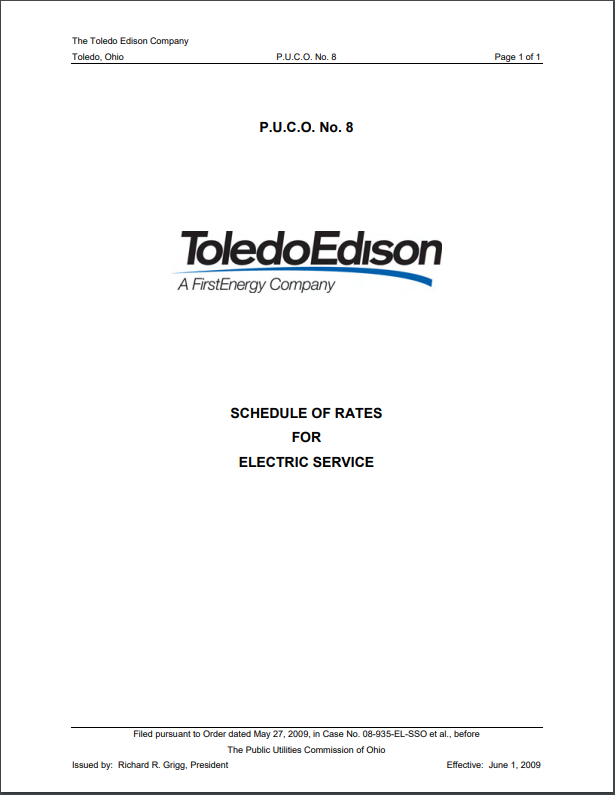 The Toledo Edison Company
Toledo, Ohio P.U.C.O. No. 8 Page 1 of 1
P.U.C.O. No. 8
ToledoEdison
A FirstEnergy Company
SCHEDULE OF RATES
FOR
ELECTRIC SERVICE
Filed pursuant to Order dated May 27, 2009, in Case No. 08-935-EL-SSO et al., before
The Public Utilities Commission of Ohio
Issued by: Richard R. Grigg, President Effective: June 1, 2009